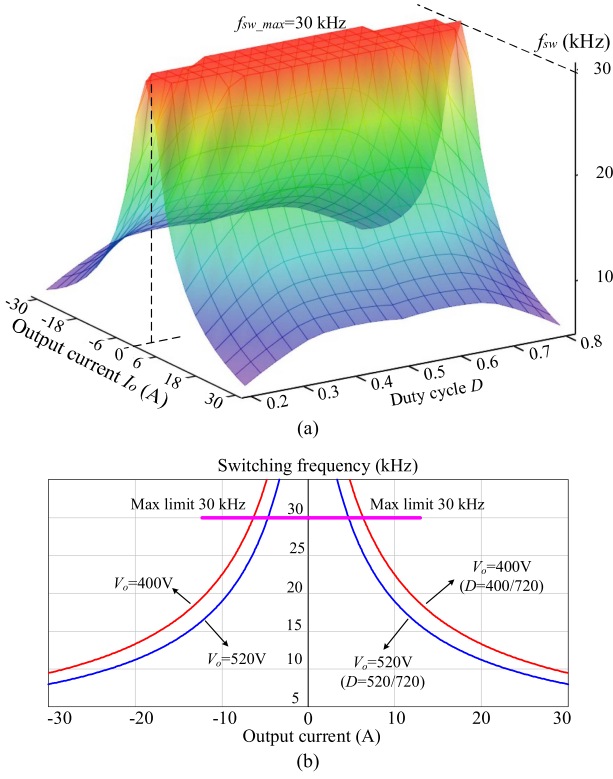 fsw_max=30 kHz
fsw (kHz)
30
20
10
-30
-18
-6
0
6
18
30
Output current Io (A)
0.2
0.3
0.4
0.5
0.6
0.7
0.8
Duty cycle D
(a)
Switching frequency (kHz)
Max limit 30 kHz
Max limit 30 kHz
30
25
20
15
10
5
Vo=400V
Vo=520V
Vo=400V
(D=400/720)
Vo=520V
(D=520/720)
-30
-20
-10
0
10
20
30
Output current (A)
(b)